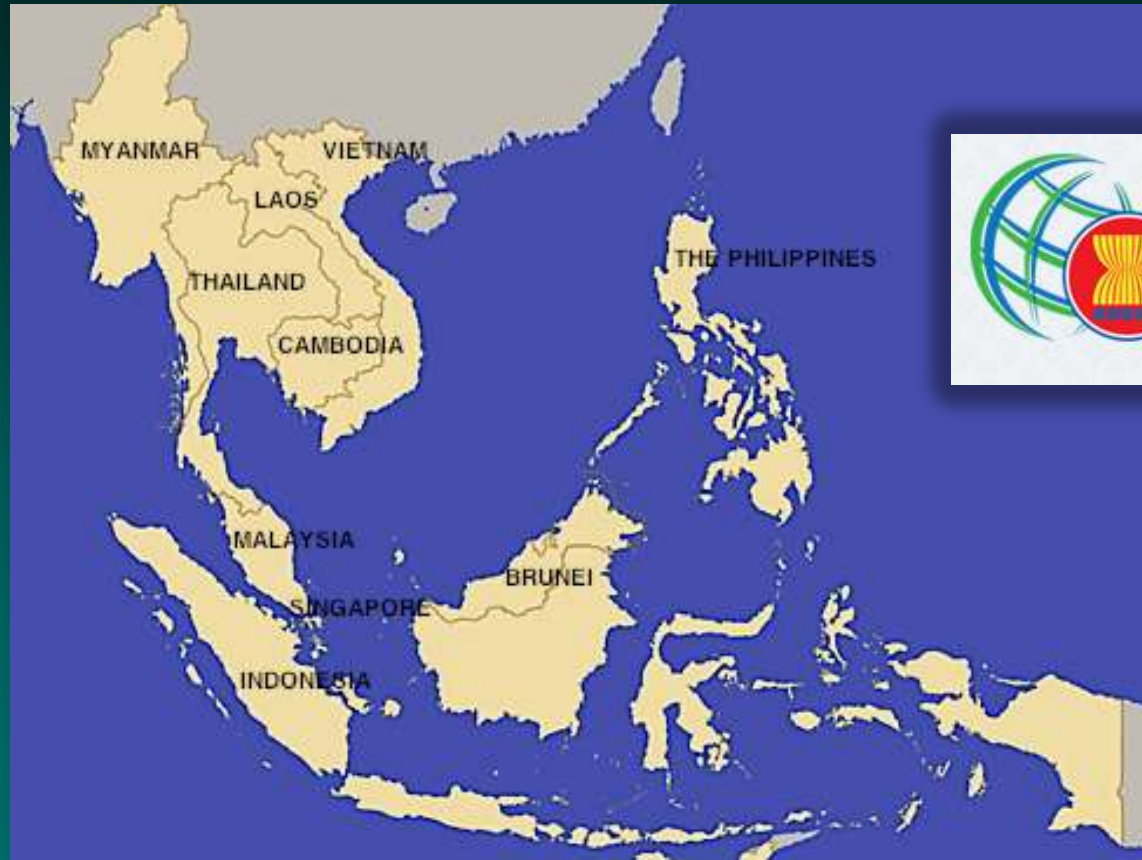 MYANMAR
VIETNAM
LAOS
THE PHILIPPINES
THAILAND
CAMBODIA
MALAYSIA
BRUNEI
SINGAPORE
INDONESIA